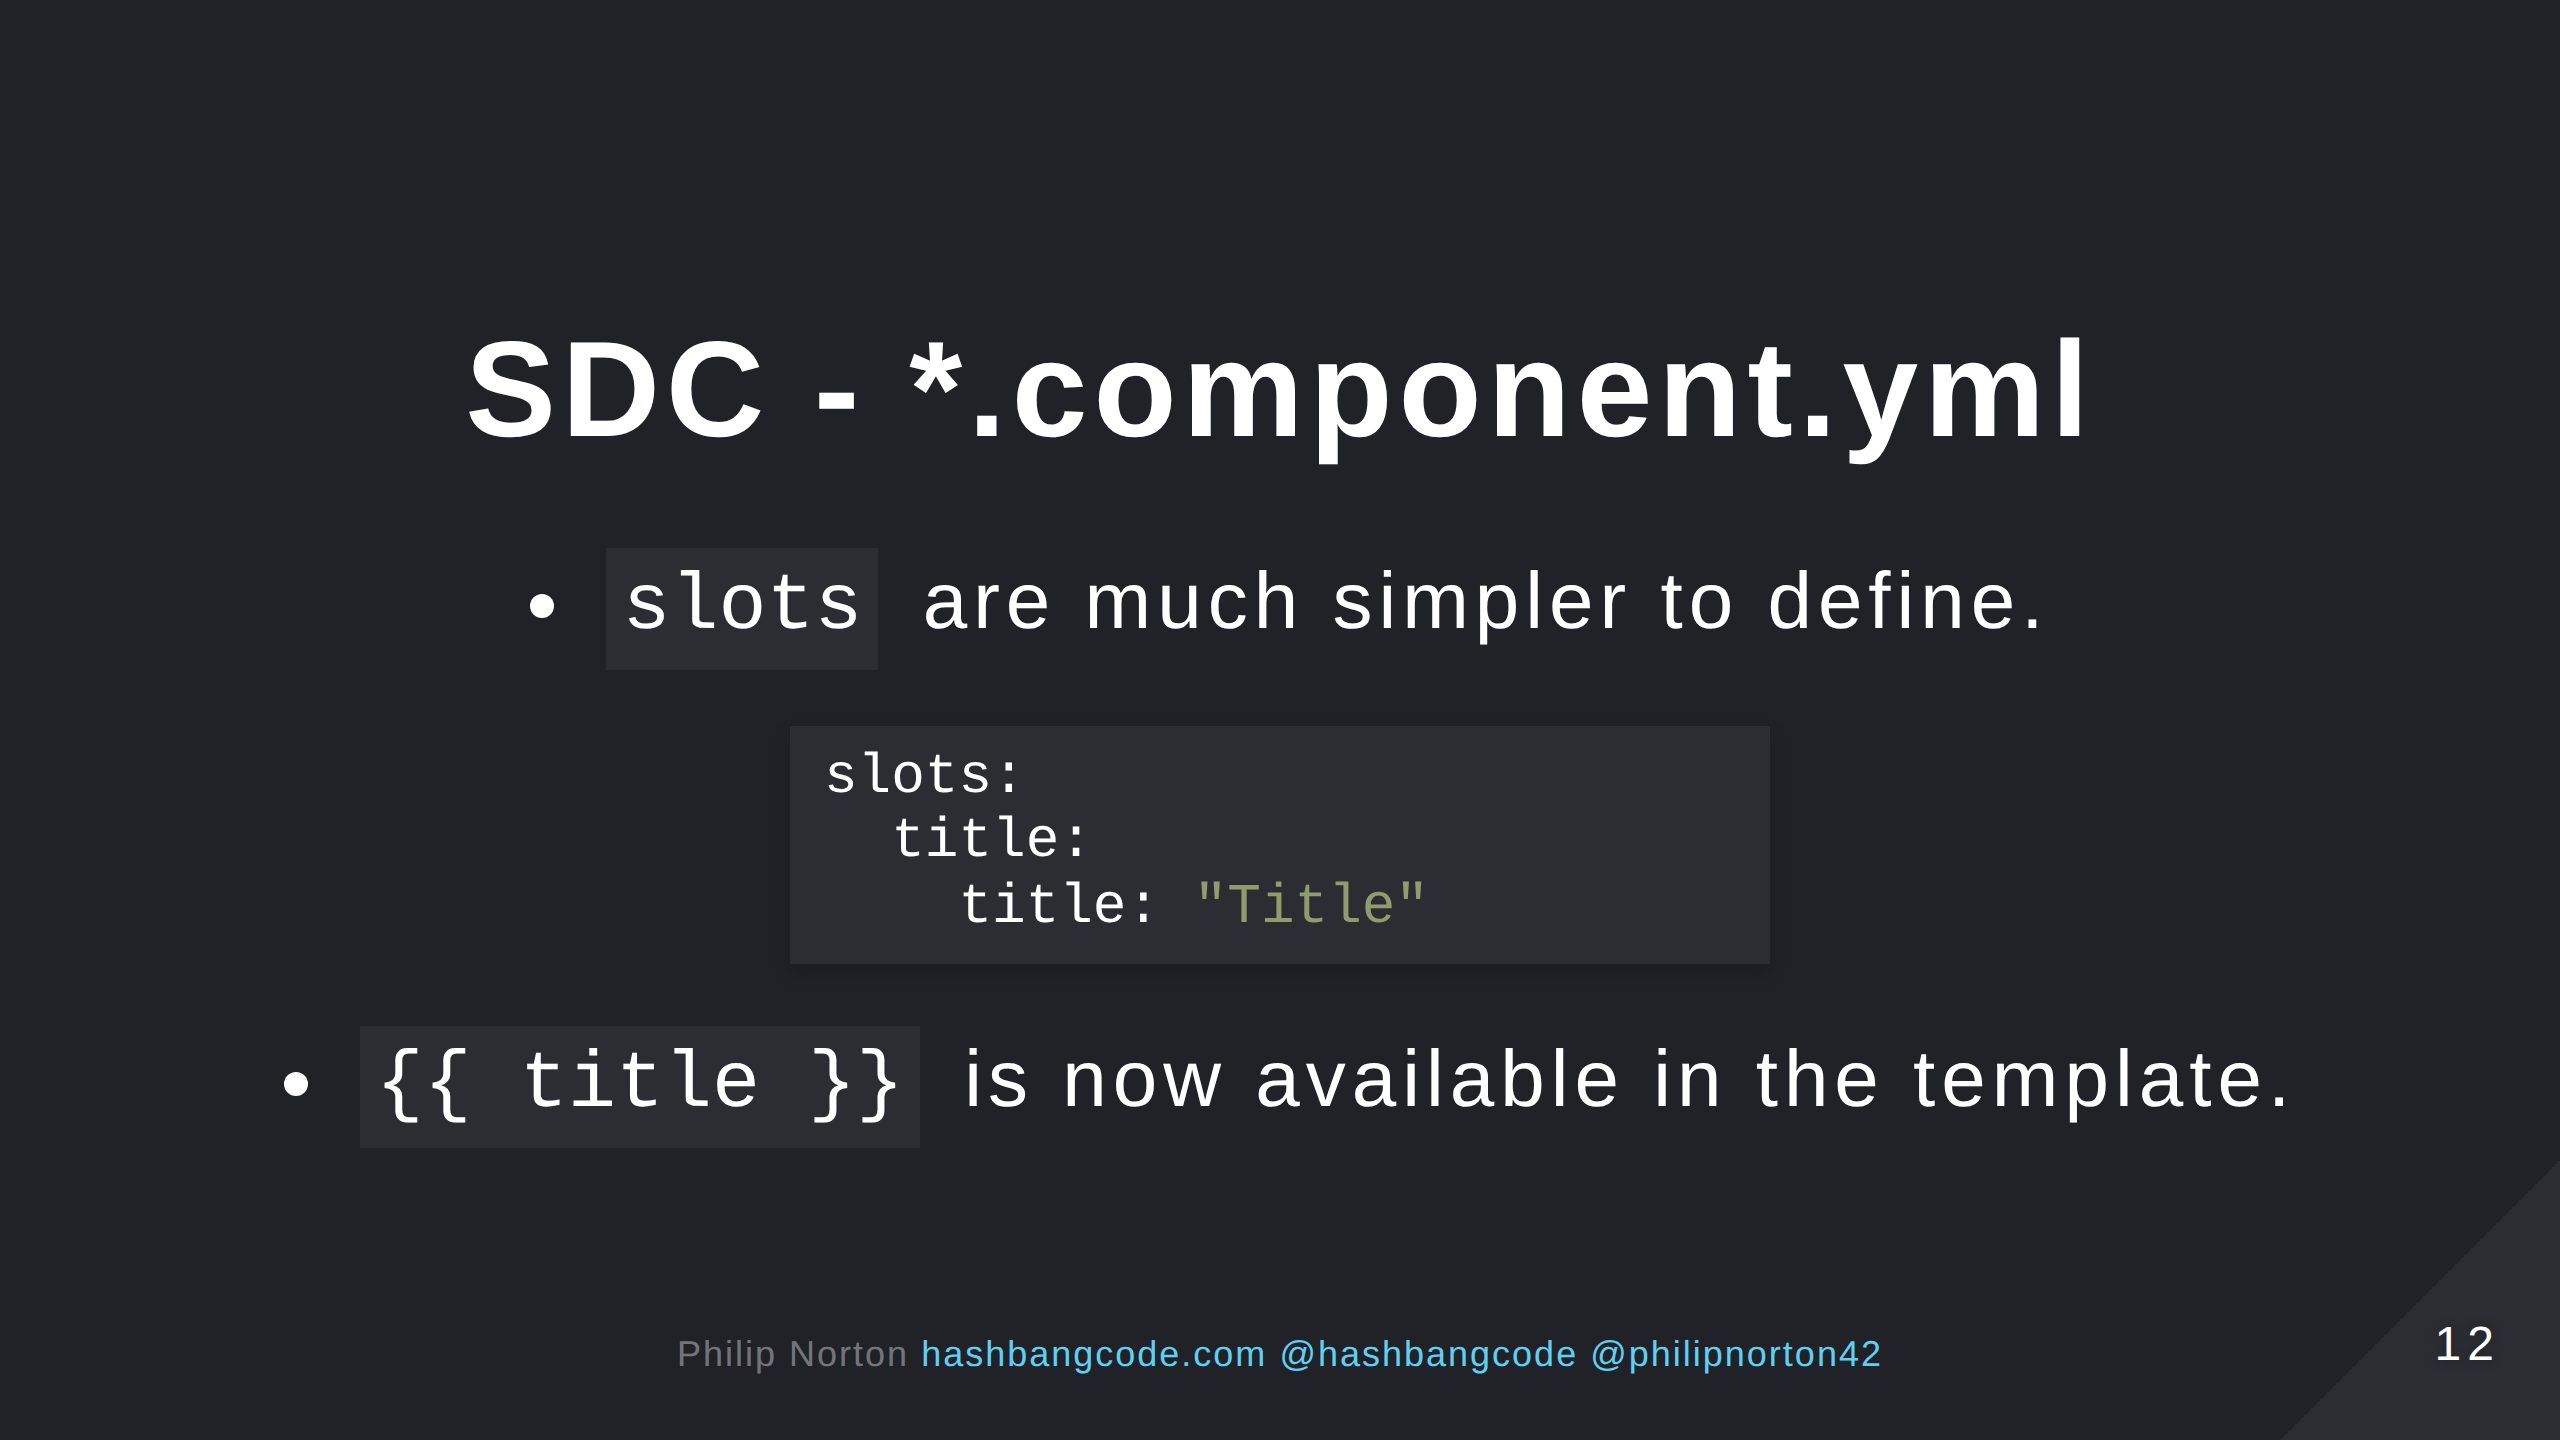 SDC - *.component.yml
• slots are much simpler to define.
slots:
  title:
    title: "Title"
• {{ title }} is now available in the template.
Philip Norton hashbangcode.com @hashbangcode @philipnorton42
12